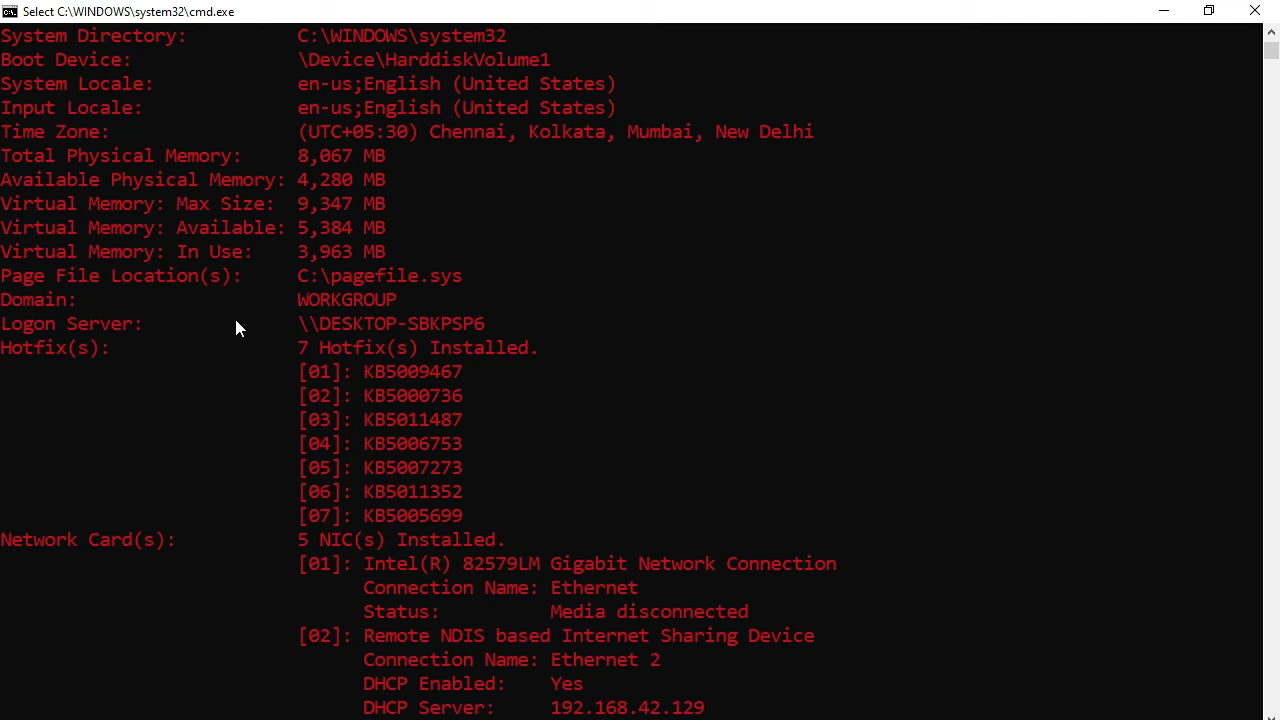 Select C:\WINDOWS\system32\cmd.exe
System Directory: C:\WINDOWS\system32
Boot Device: \Device\HarddiskVolume1
System Locale: en-us;English (United States)
Input Locale: en-us;English (United States)
Time Zone: (UTC+05:30) Chennai, Kolkata, Mumbai, New Delhi
Total Physical Memory: 8,067 MB
Available Physical Memory: 4,280 MB
Virtual Memory: Max Size: 9,347 MB
Virtual Memory: Available: 5,384 MB
Virtual Memory: In Use: 3,963 MB
Page File Location(s): C:\pagefile.sys
Domain: WORKGROUP
Logon Server: \\DESKTOP-SBKPSP6
Hotfix(s): 7 Hotfix(s) Installed.
[01]: KB5009467
[02]: KB5000736
[03]: KB5011487
[04]: KB5006753
[05]: KB5007273
[06]: KB5011352
[07]: KB5005699
Network Card(s): 5 NIC(s) Installed.
[01]: Intel(R) 82579LM Gigabit Network Connection
Connection Name: Ethernet
Status: Media disconnected
[02]: Remote NDIS based Internet Sharing Device
Connection Name: Ethernet 2
DHCP Enabled: Yes
DHCP Server: 192.168.42.129